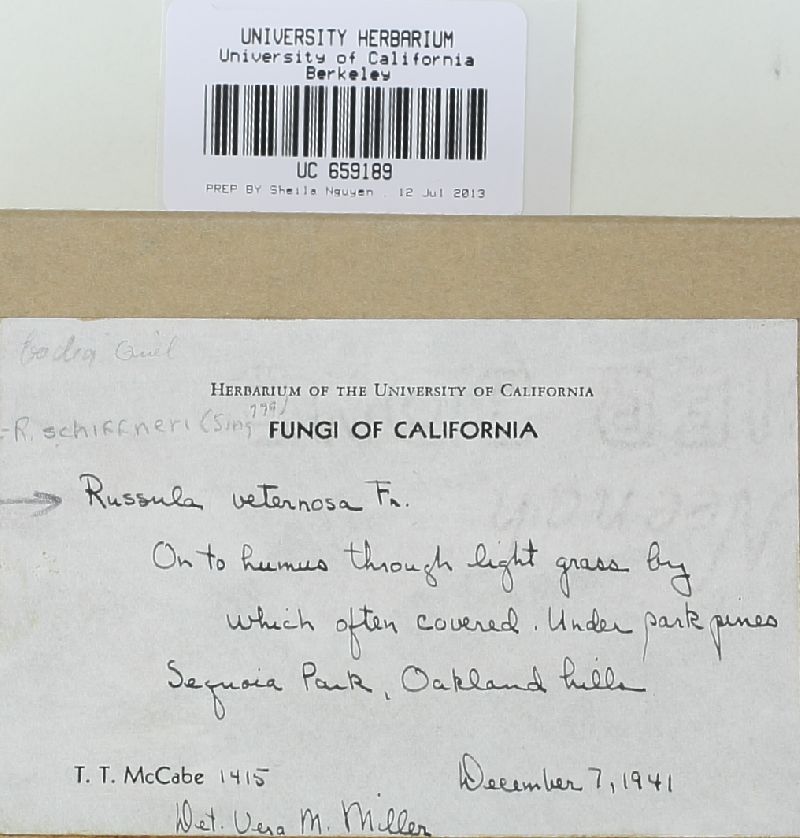 UNIVERSITY HERBARIUM
University of California
Berkeley
UC 659189
PREP BY Sheila Nguyen 12 Jul 2013
badia Quél
HERBARIUM OF THE UNIVERSITY OF CALIFORNIA
R. schiffneri (Sing
FUNGI OF CALIFORNIA
Russula veternosa Fr.
On to humus through light grass by
which often covered. Under park pines
Sequoia Park, Oakland hills
T. T. McCabe 1415 December 7, 1941
Det. Vera M. Miller